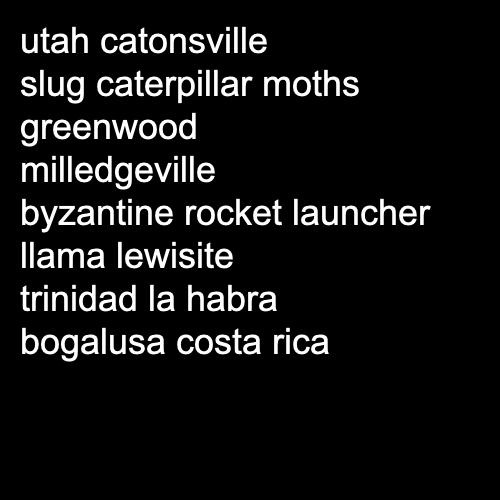 utah catonsville
slug caterpillar moths
greenwood
milledgeville
byzantine rocket launcher
llama lewisite
trinidad la habra
bogalusa costa rica